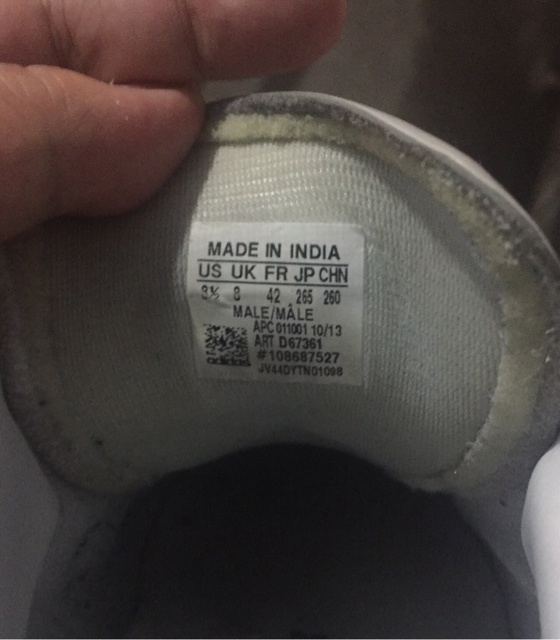 MADE IN INDIA
US UK FR JP CHN
8½ 8 42 265 260
MALE/MÂLE
APC 011001 10/13
ART D67361
#108687527
JV44DYTN01098